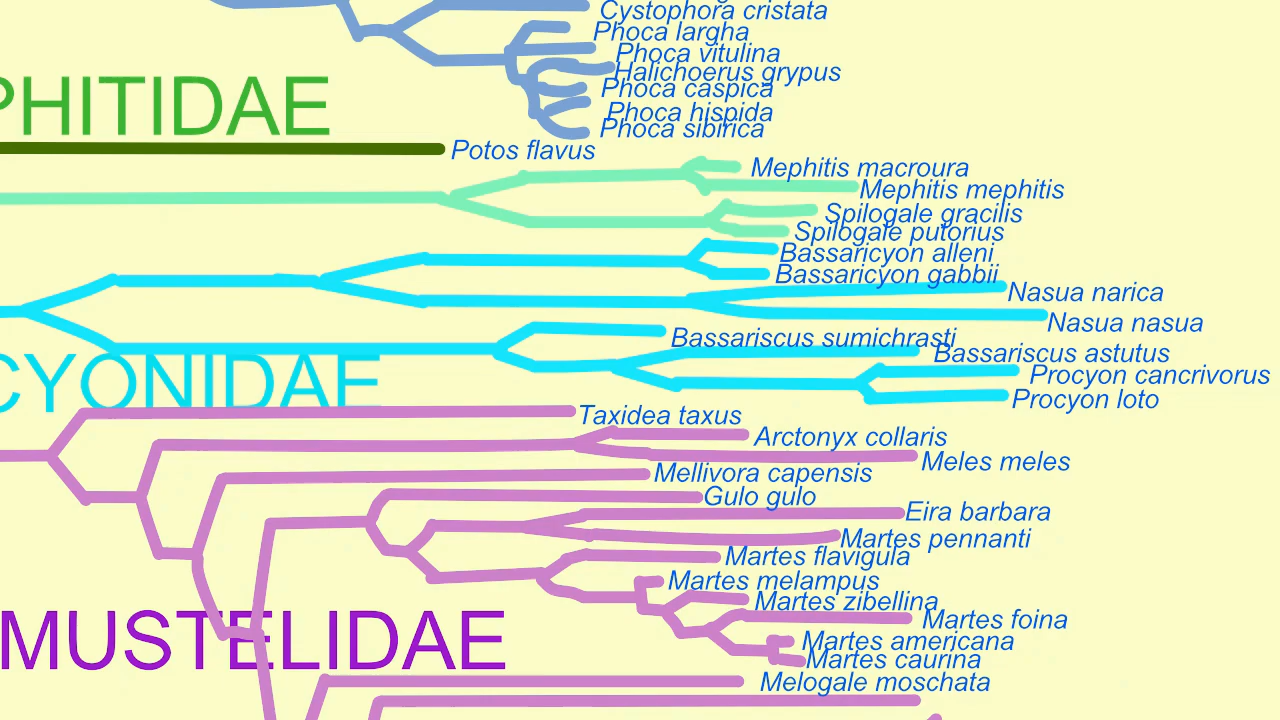 Cystophora cristata
Phoca largha
Phoca vitulina
Halichoerus grypus
Phoca caspica
Phoca hispida
Phoca sibirica
PHITIDAE
Potos flavus
Mephitis macroura
Mephitis mephitis
Spilogale gracilis
Spilogale putorius
Bassaricyon alleni
Bassaricyon gabbii
Nasua narica
Nasua nasua
Bassariscus sumichrasti
Bassariscus astutus
CYONIDAE
Procyon cancrivorus
Procyon loto
Taxidea taxus
Arctonyx collaris
Meles meles
Mellivora capensis
Gulo gulo
Eira barbara
Martes pennanti
Martes flavigula
Martes melampus
Martes zibellina
Martes foina
MUSTELIDAE
Martes americana
Martes caurina
Melogale moschata